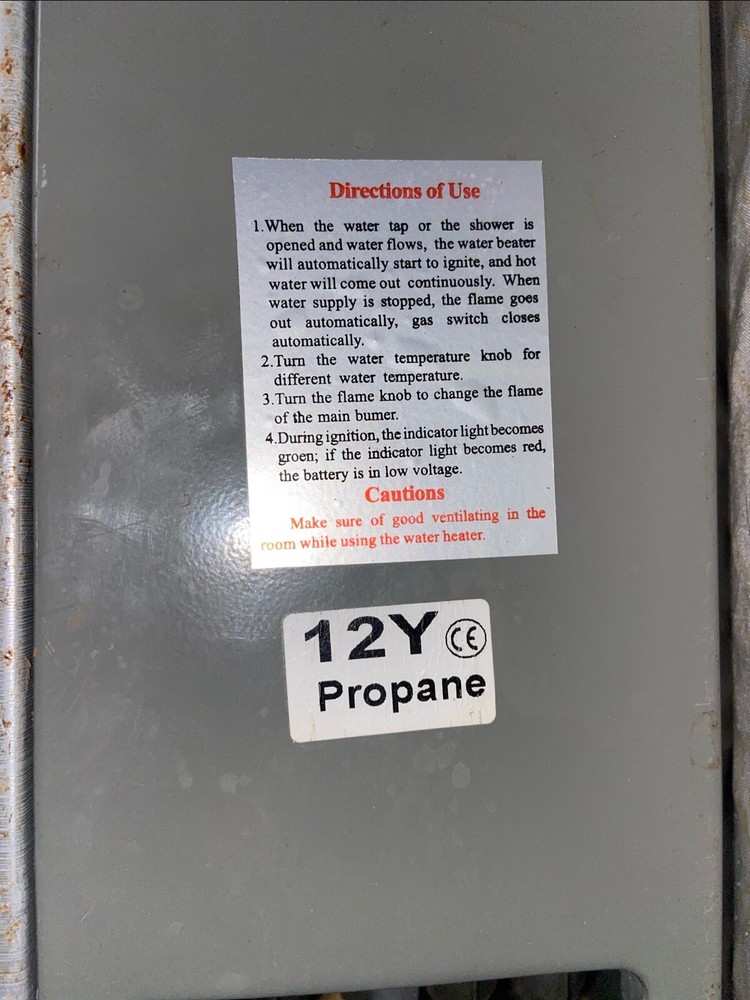 Directions of Use
1.When the water tap or the shower is
opened and water flows, the water beater
will automatically start to ignite, and hot
water will come out continuously. When
water supply is stopped, the flame goes
out automatically, gas switch closes
automatically.
2.Turn the water temperature knob for
different water temperature.
3.Turn the flame knob to change the flame
of the main bumer.
4.During ignition, the indicator light becomes
groen; if the indicator light becomes red,
the battery is in low voltage.
Cautions
Make sure of good ventilating in the
room while using the water heater.
12Y CE
Propane